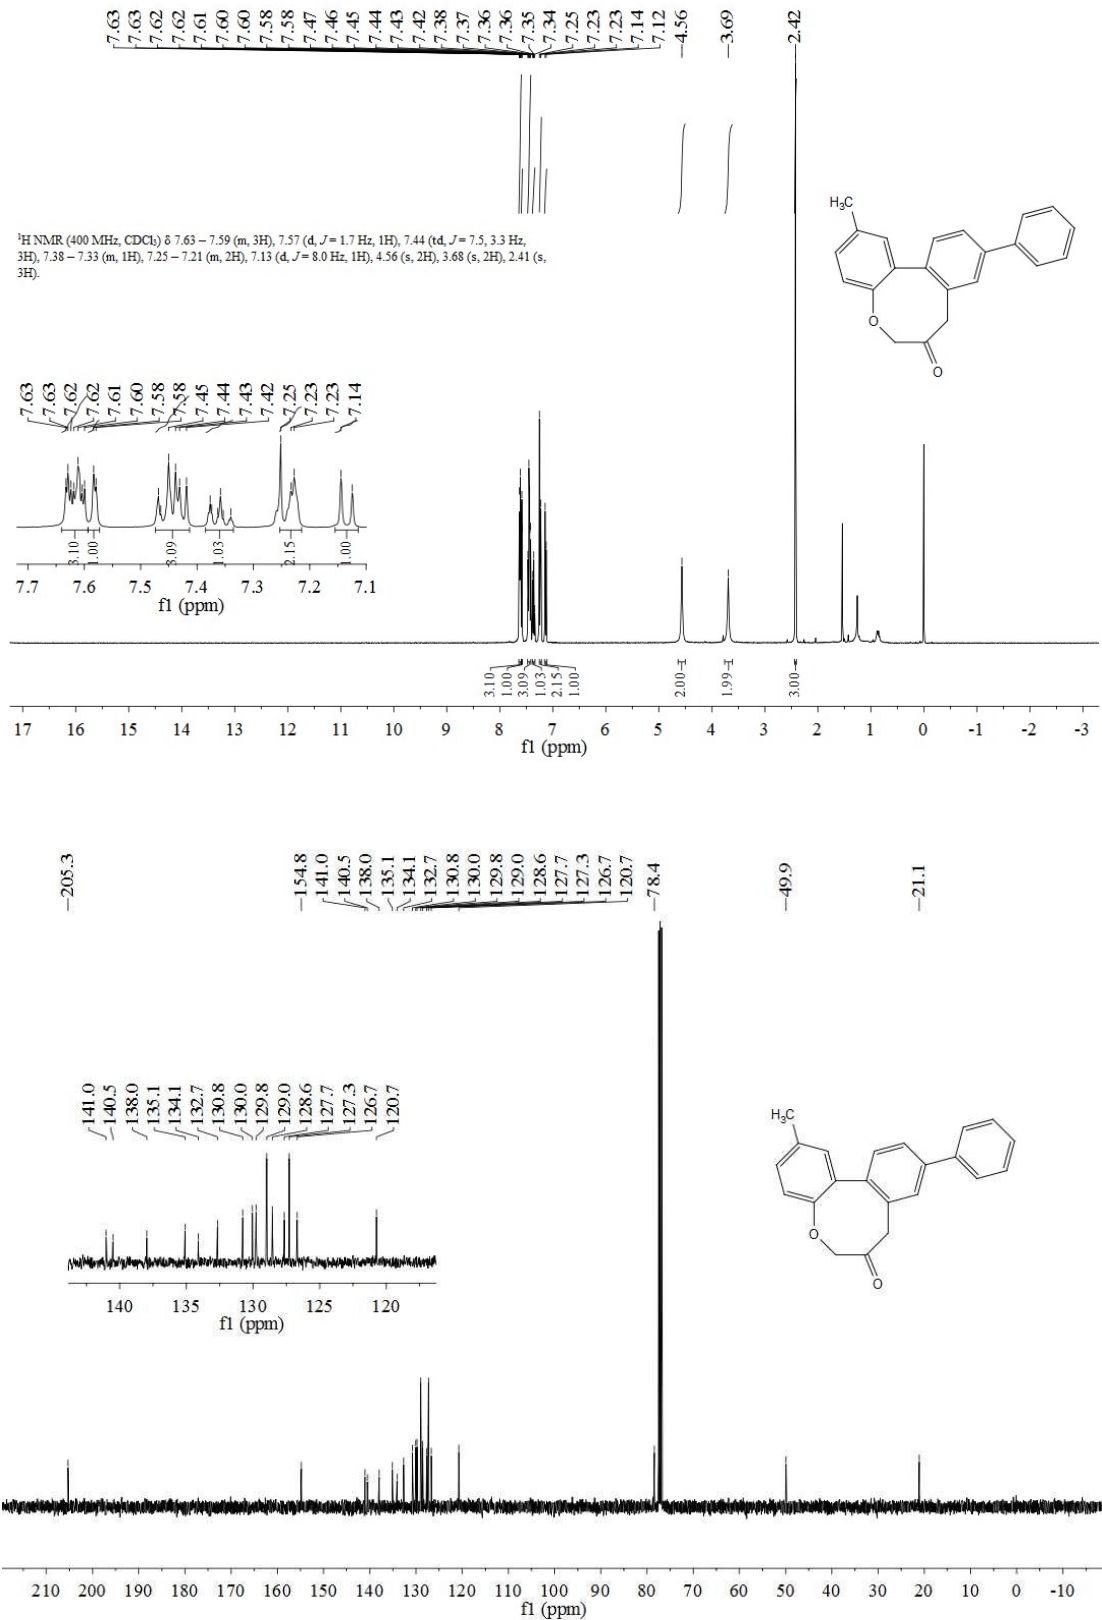 7.63 7.63 7.62 7.62 7.61 7.60 7.60 7.58 7.58 7.47 7.46 7.45 7.44 7.43 7.42 7.38 7.37 7.36 7.36 7.35 7.34 7.25 7.23 7.23 7.14 7.12 4.56 3.69 2.42
H₃C
O
O
¹H NMR (400 MHz, CDCl₃) δ 7.63 – 7.59 (m, 3H), 7.57 (d, J = 1.7 Hz, 1H), 7.44 (td, J = 7.5, 3.3 Hz,
3H), 7.38 – 7.33 (m, 1H), 7.25 – 7.21 (m, 2H), 7.13 (d, J = 8.0 Hz, 1H), 4.56 (s, 2H), 3.68 (s, 2H), 2.41 (s,
3H).
7.63 7.63 7.62 7.62 7.61 7.60 7.58 7.58 7.45 7.44 7.43 7.42 7.25 7.23 7.23 7.14
3.10 1.00 3.09 1.03 2.15 1.00
7.7 7.6 7.5 7.4 7.3 7.2 7.1
f1 (ppm)
3.10 1.00 3.09 1.03 2.15 1.00 2.00 1.99 3.00
17 16 15 14 13 12 11 10 9 8 7 6 5 4 3 2 1 0 -1 -2 -3
f1 (ppm)
205.3 154.8 141.0 140.5 138.0 135.1 134.1 132.7 130.8 130.0 129.8 129.0 128.6 127.7 127.3 126.7 120.7 78.4 49.9 21.1
141.0 140.5 138.0 135.1 134.1 132.7 130.8 130.0 129.8 129.0 128.6 127.7 127.3 126.7 120.7
H₃C
O
O
140 135 130 125 120
f1 (ppm)
210 200 190 180 170 160 150 140 130 120 110 100 90 80 70 60 50 40 30 20 10 0 -10
f1 (ppm)